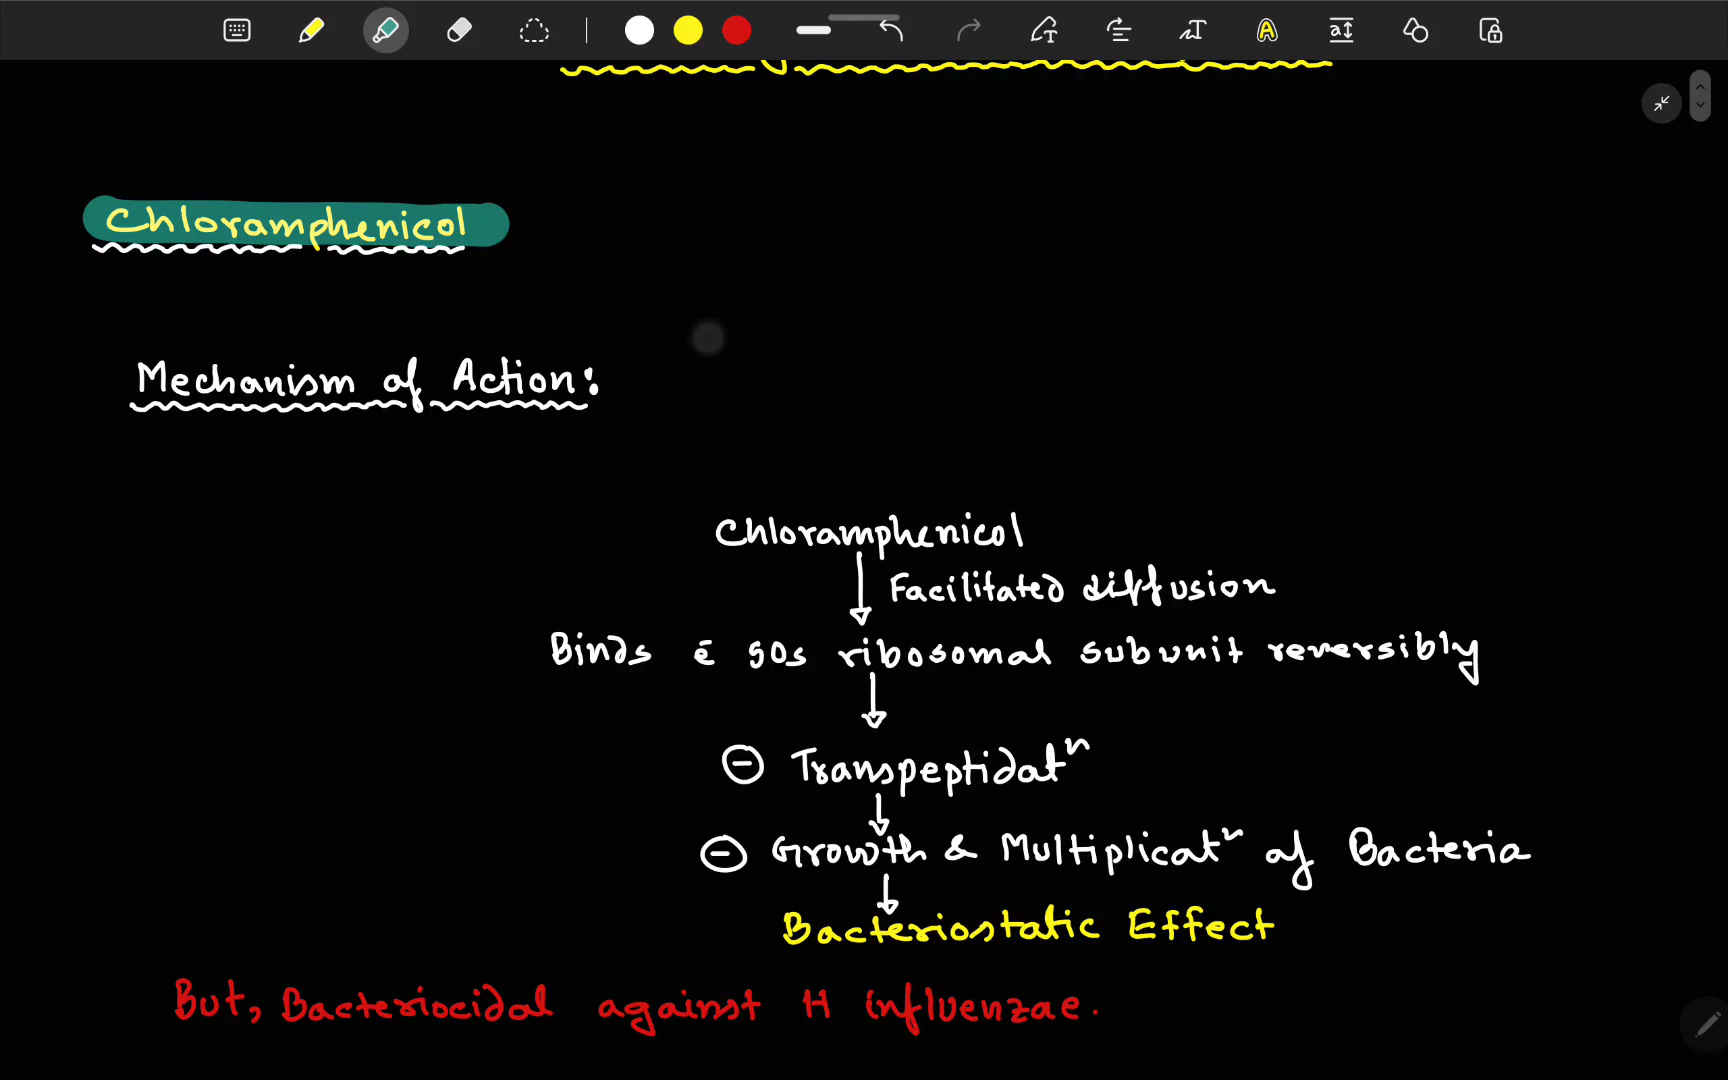 Chloramphenicol
Mechanism of Action:
Chloramphenicol
Facilitated diffusion
Binds c̄ 50s ribosomal subunit reversibly
⊖ Transpeptidatⁿ
⊖ Growth & Multiplicatⁿ of Bacteria
Bacteriostatic Effect
But, Bacteriocidal against H influenzae.